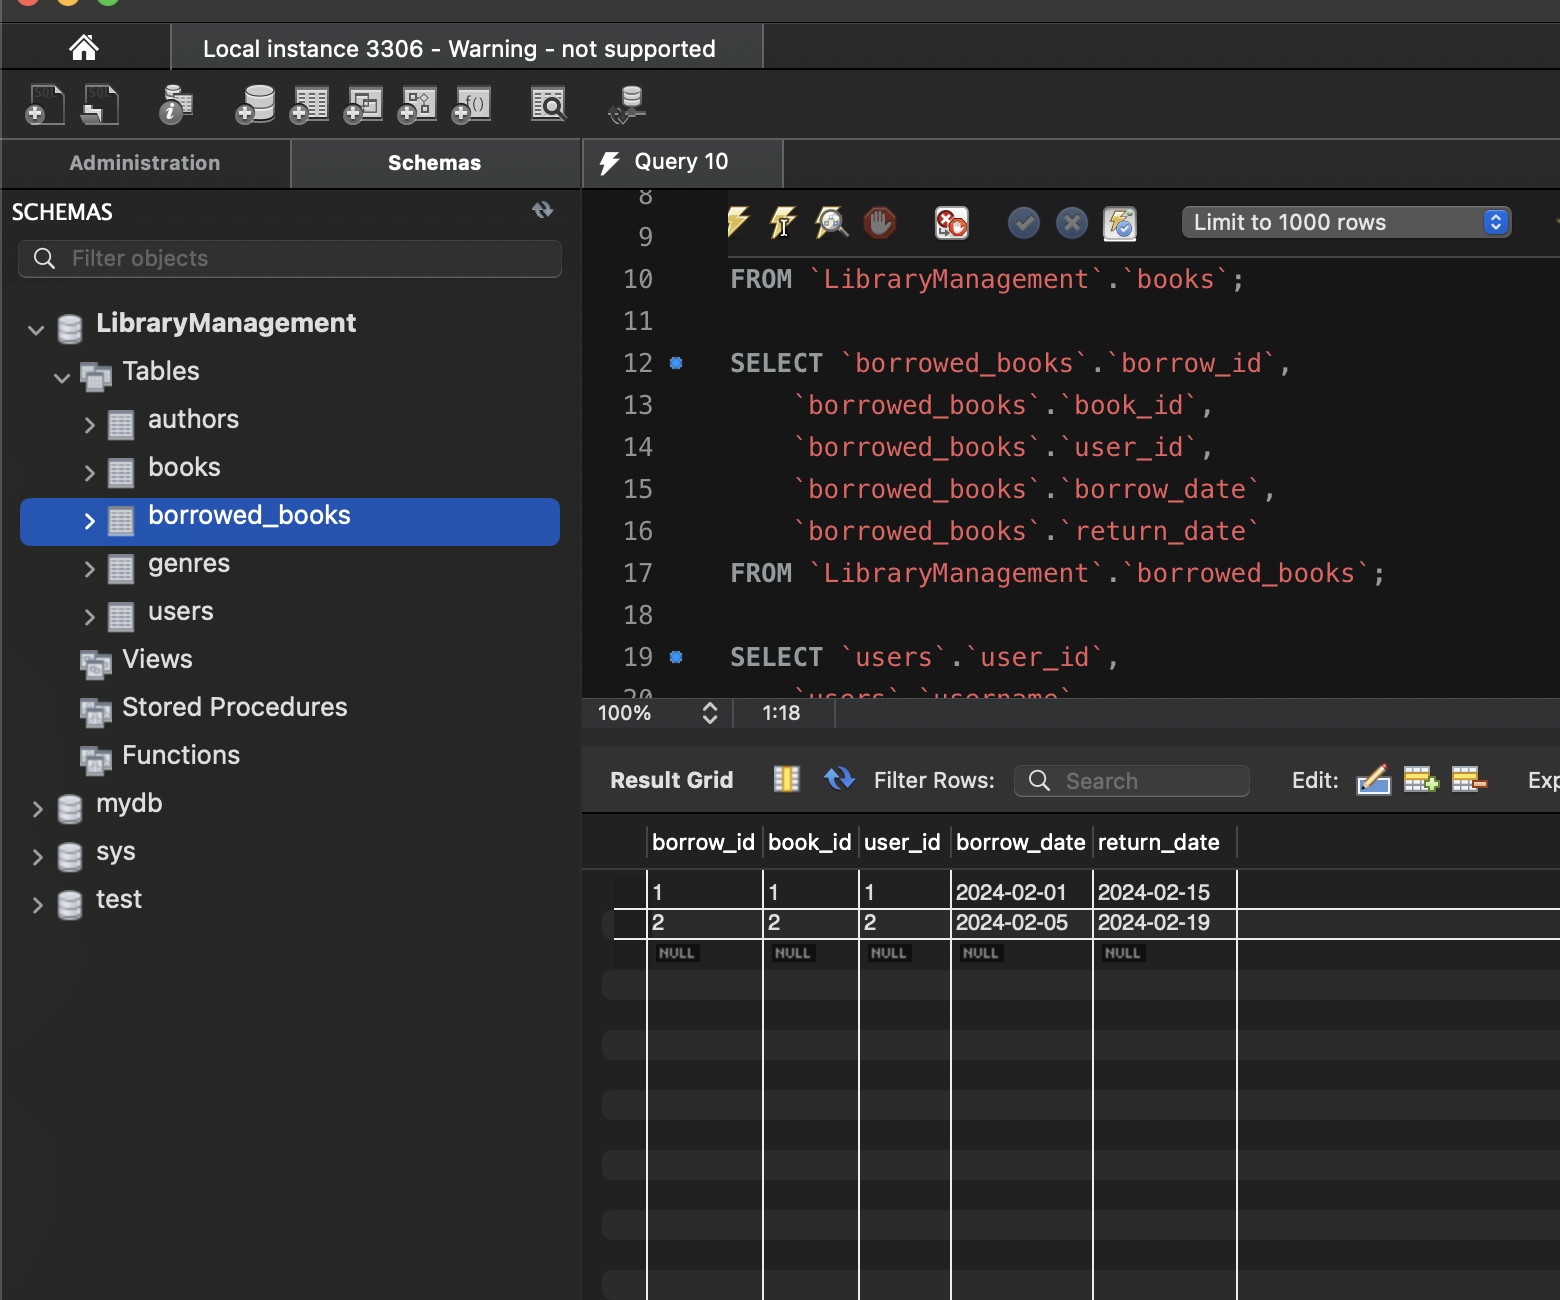 Local instance 3306 - Warning - not supported
Administration
Schemas
Query 10
SCHEMAS
Filter objects
LibraryManagement
Tables
authors
books
borrowed_books
genres
users
Views
Stored Procedures
Functions
mydb
sys
test
8
9
Limit to 1000 rows
10 FROM `LibraryManagement`.`books`;
11
12 SELECT `borrowed_books`.`borrow_id`,
13 `borrowed_books`.`book_id`,
14 `borrowed_books`.`user_id`,
15 `borrowed_books`.`borrow_date`,
16 `borrowed_books`.`return_date`
17 FROM `LibraryManagement`.`borrowed_books`;
18
19 SELECT `users`.`user_id`,
20 `users`.`username`
100% 1:18
Result Grid Filter Rows: Search Edit: Exp
borrow_id book_id user_id borrow_date return_date
1 1 1 2024-02-01 2024-02-15
2 2 2 2024-02-05 2024-02-19
NULL NULL NULL NULL NULL